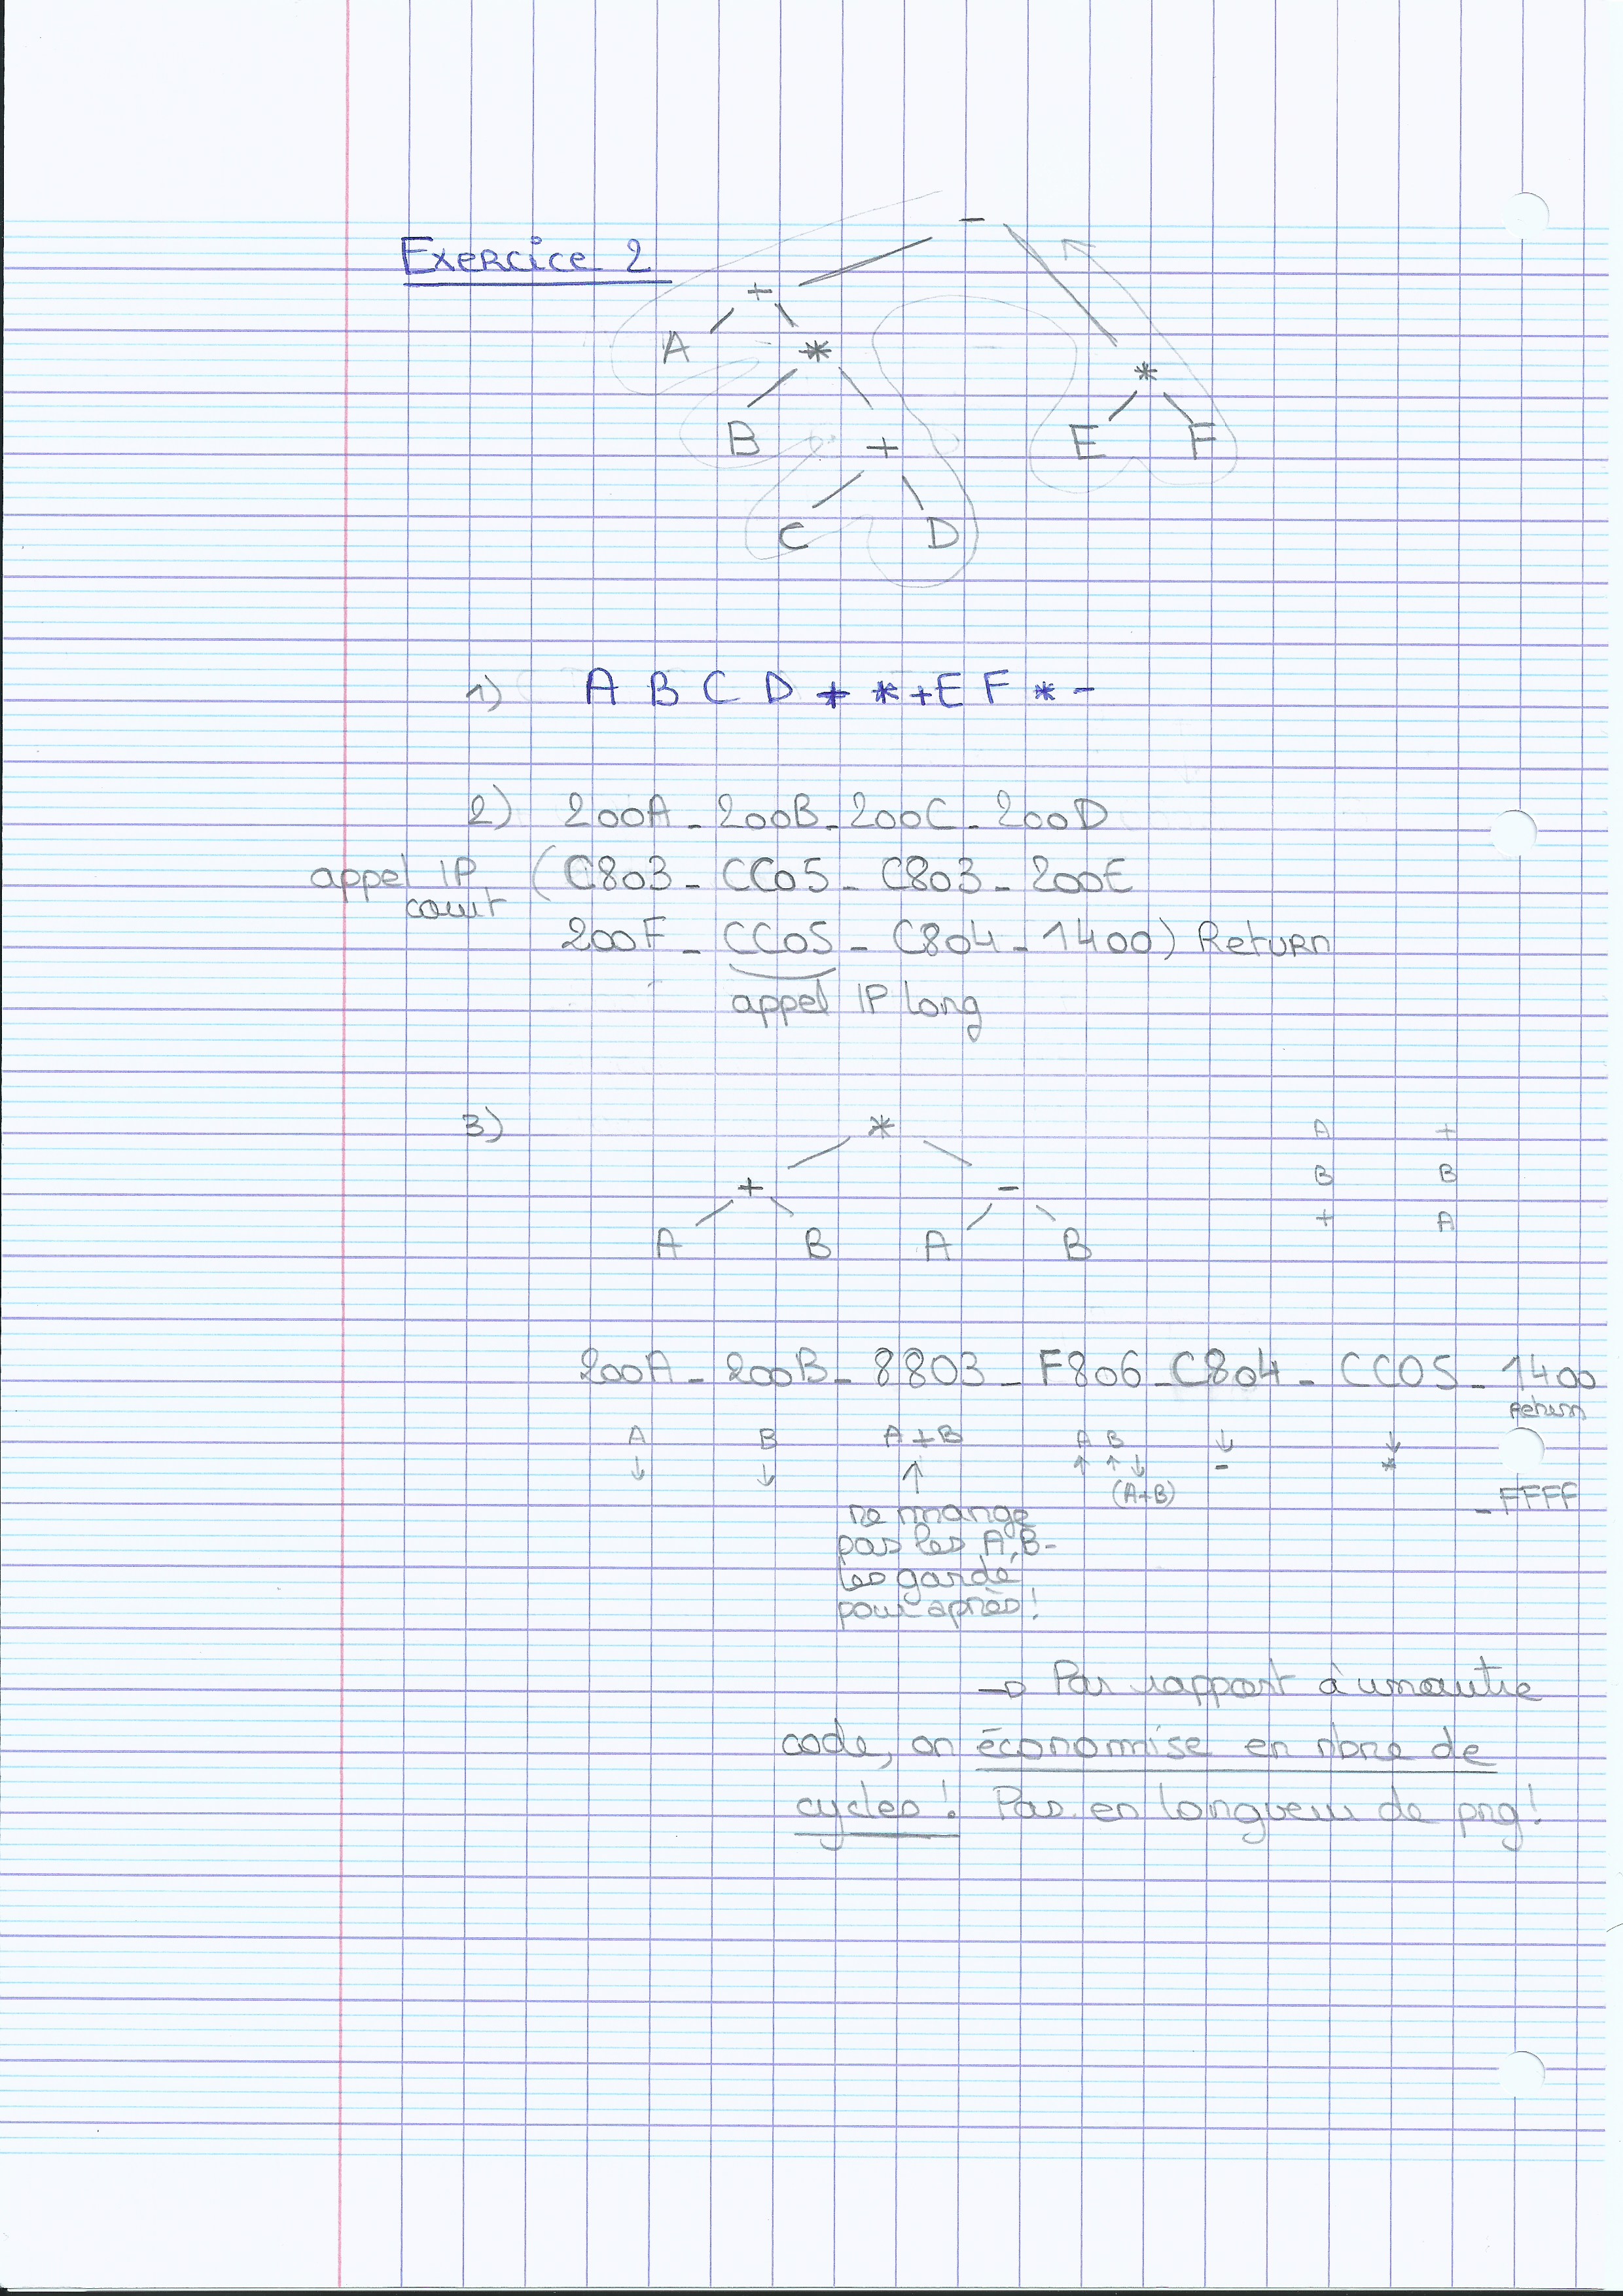 Exercice 2
-
+
A *
*
B + E F
C D
1) A B C D + * + E F * -
2) 200A - 200B - 200C - 200D
appel IP court ( C803 - CC05 - C803 - 200E
200F - CC05 - C804 - 1400) Return
appel IP long
3) *
+ -
A B A B
A +
B B
+ A
200A - 200B - 8803 - F806 - C804 - CC05 - 1400
Return
A B A+B A B ↓ ↓
↓ ↓ ↑ ↑ ↑ ↓ - *
(A+B)
- FFFF
ne mange
pas les A, B -
les garde
pour après!
→ Par rapport à un autre
code, on économise en nbre de
cycles! Pas en longueur de prg!